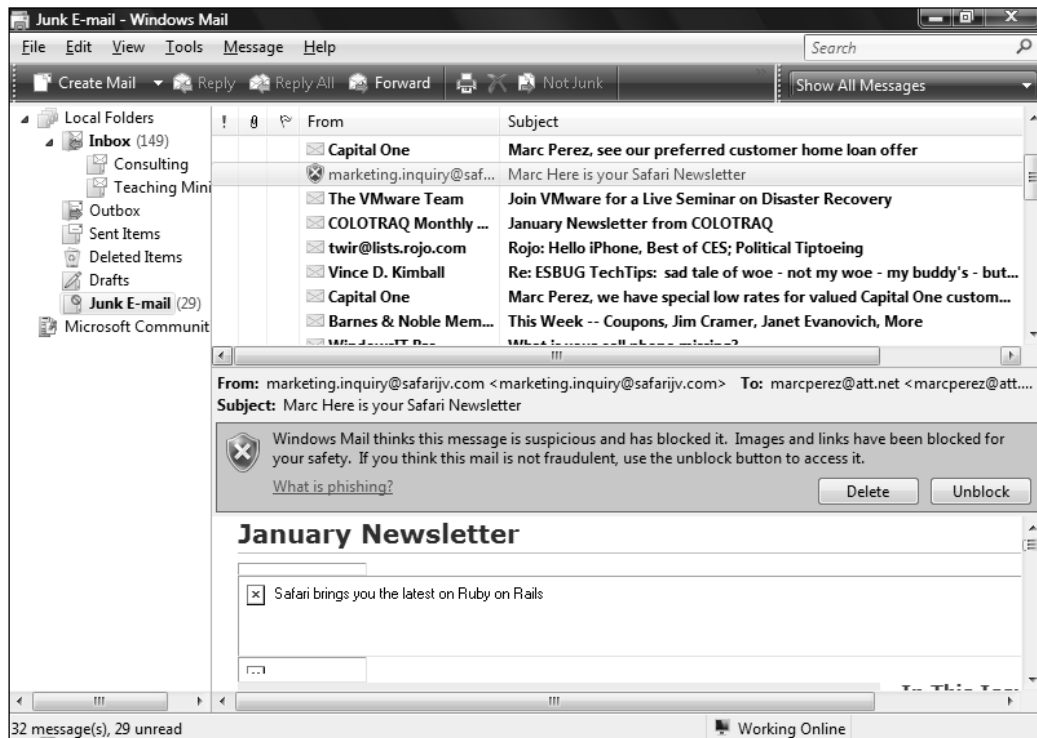 Junk E-mail - Windows Mail
File Edit View Tools Message Help
Search
Create Mail Reply Reply All Forward Not Junk
Show All Messages
Local Folders
Inbox (149)
Consulting
Teaching Mini
Outbox
Sent Items
Deleted Items
Drafts
Junk E-mail (29)
Microsoft Communit
! From Subject
Capital One Marc Perez, see our preferred customer home loan offer
marketing.inquiry@saf... Marc Here is your Safari Newsletter
The VMware Team Join VMware for a Live Seminar on Disaster Recovery
COLOTRAQ Monthly ... January Newsletter from COLOTRAQ
twir@lists.rojo.com Rojo: Hello iPhone, Best of CES; Political Tiptoeing
Vince D. Kimball Re: ESBUG TechTips: sad tale of woe - not my woe - my buddy's - but...
Capital One Marc Perez, we have special low rates for valued Capital One custom...
Barnes & Noble Mem... This Week -- Coupons, Jim Cramer, Janet Evanovich, More
WindowsIT Pro What is your cell phone missing?
From: marketing.inquiry@safarijv.com <marketing.inquiry@safarijv.com> To: marcperez@att.net <marcperez@att....
Subject: Marc Here is your Safari Newsletter
Windows Mail thinks this message is suspicious and has blocked it. Images and links have been blocked for
your safety. If you think this mail is not fraudulent, use the unblock button to access it.
What is phishing?
Delete Unblock
January Newsletter
Safari brings you the latest on Ruby on Rails
In This
32 message(s), 29 unread
Working Online